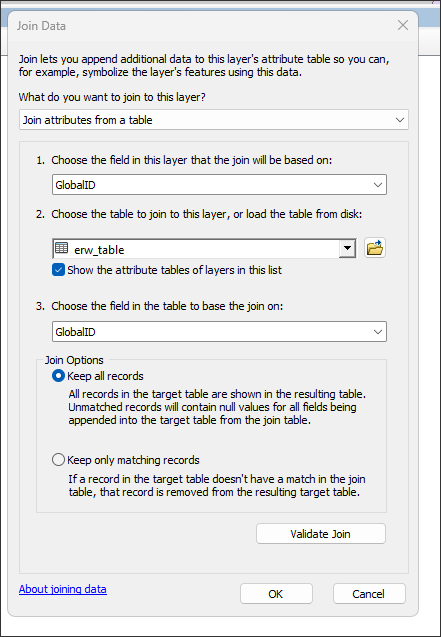 Join Data
Join lets you append additional data to this layer's attribute table so you can,
for example, symbolize the layer's features using this data.
What do you want to join to this layer?
Join attributes from a table
1. Choose the field in this layer that the join will be based on:
GlobalID
2. Choose the table to join to this layer, or load the table from disk:
erw_table
Show the attribute tables of layers in this list
3. Choose the field in the table to base the join on:
GlobalID
Join Options
Keep all records
All records in the target table are shown in the resulting table.
Unmatched records will contain null values for all fields being
appended into the target table from the join table.
Keep only matching records
If a record in the target table doesn't have a match in the join
table, that record is removed from the resulting target table.
Validate Join
About joining data
OK
Cancel